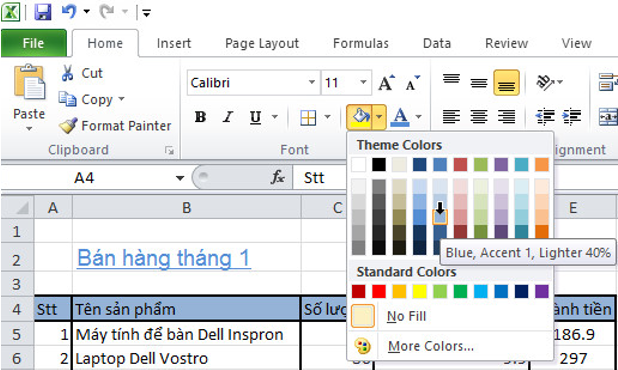 File Home Insert Page Layout Formulas Data Review View
Cut
Copy
Format Painter
Paste
Clipboard
Calibri 11 A A
B I U A
Font
Theme Colors
Blue, Accent 1, Lighter 40%
Standard Colors
No Fill
More Colors...
A4 fx Stt
A B C E
1
2 Bán hàng tháng 1
3
4 Stt Tên sản phẩm Số lượ ành tiền
5 1 Máy tính để bàn Dell Inspron 186.9
6 2 Laptop Dell Vostro 297